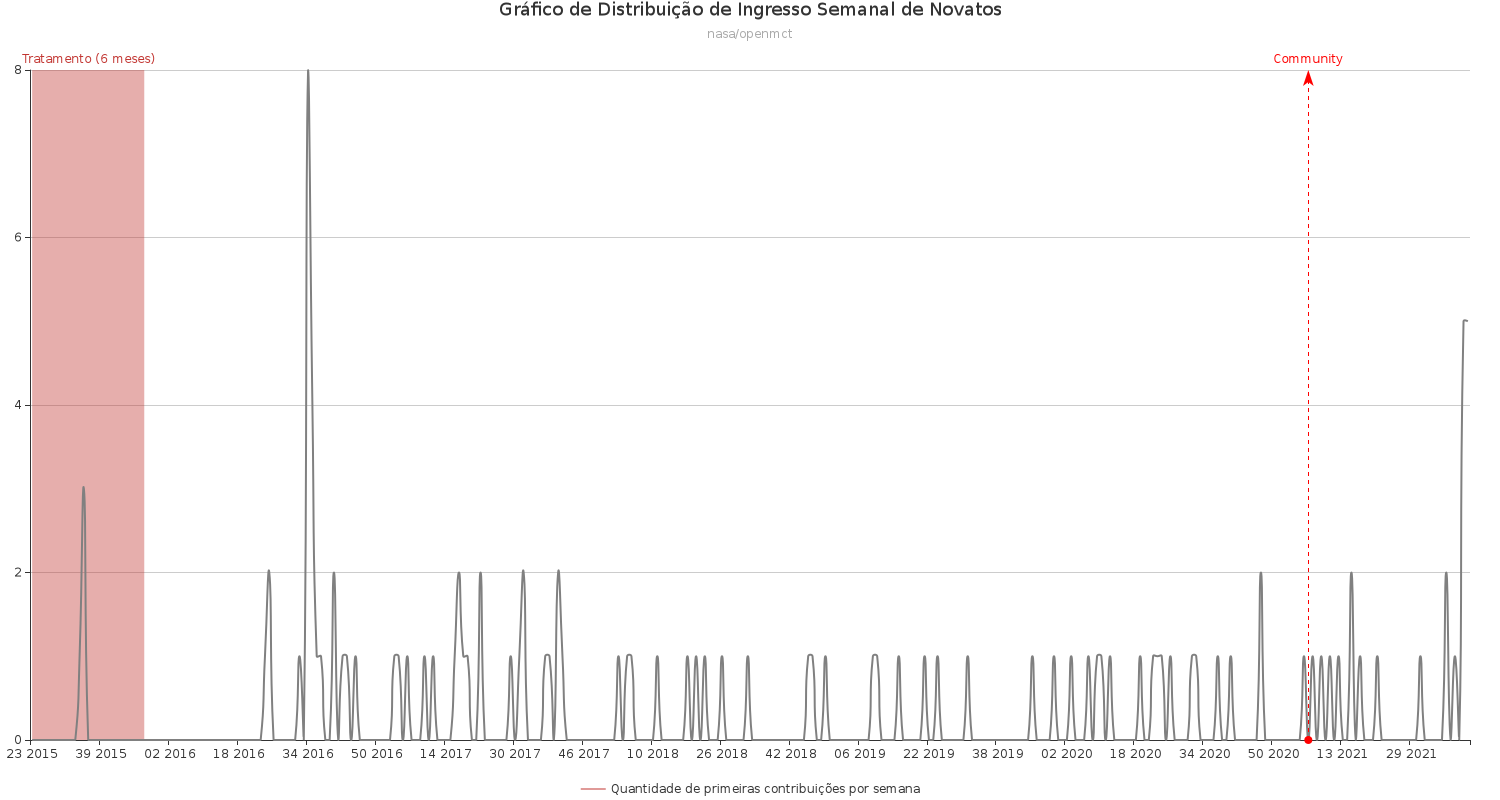 Gráfico de Distribuição de Ingresso Semanal de Novatos
nasa/openmct
Tratamento (6 meses)
Community
8
6
4
2
0
23 2015 39 2015 02 2016 18 2016 34 2016 50 2016 14 2017 30 2017 46 2017 10 2018 26 2018 42 2018 06 2019 22 2019 38 2019 02 2020 18 2020 34 2020 50 2020 13 2021 29 2021
Quantidade de primeiras contribuições por semana